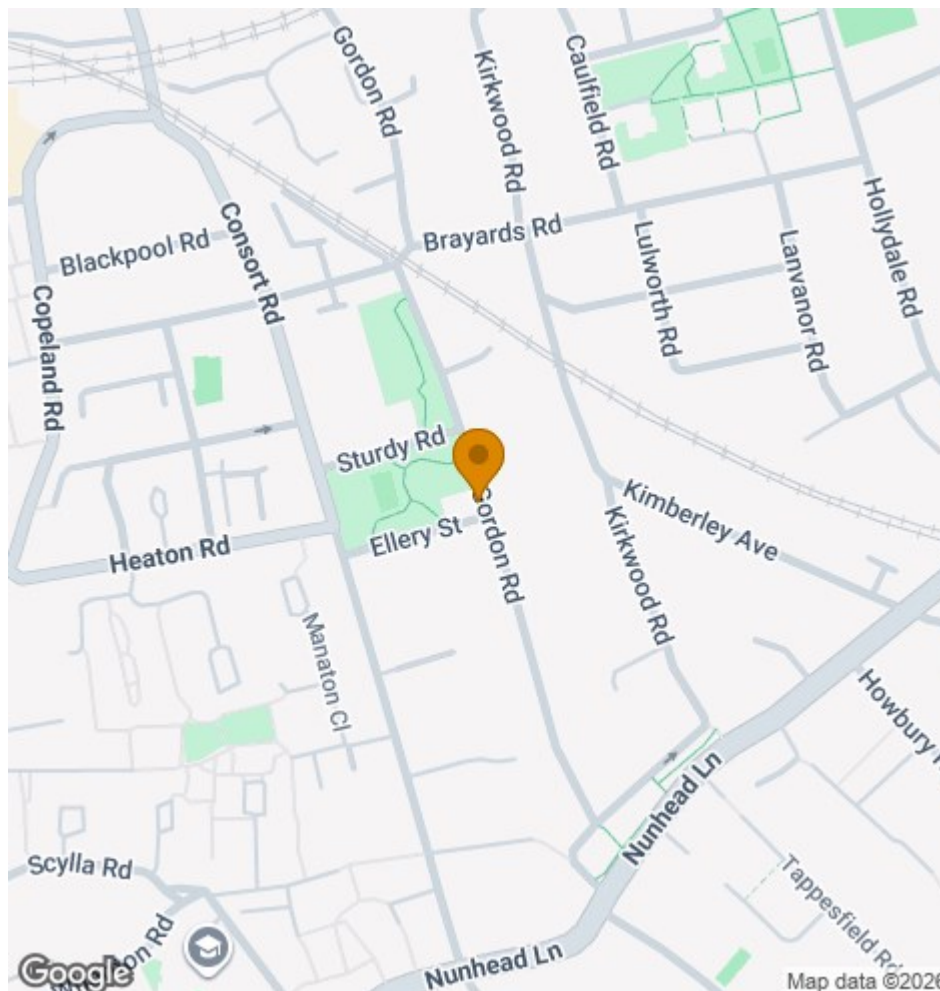 Gordon Rd
Kirkwood Rd
Caulfield Rd
Consort Rd
Brayards Rd
Hollydale Rd
Blackpool Rd
Lulworth Rd
Lanvanor Rd
Copeland Rd
Sturdy Rd
Gordon Rd
Kimberley Ave
Ellery St
Heaton Rd
Kirkwood Rd
Manaton Cl
Howbury
Nunhead Ln
Scylla Rd
Tappesfield Rd
Rd
Nunhead Ln
Google
Map data ©2026